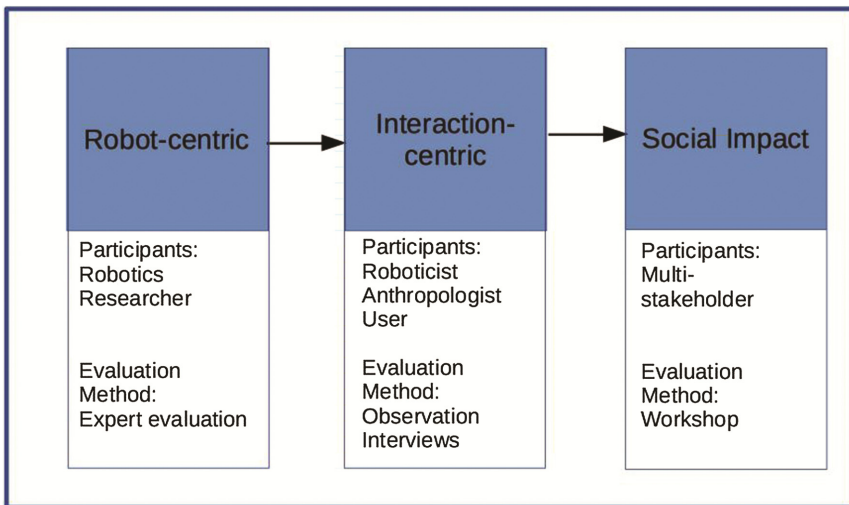 Robot-centric
Participants:
Robotics
Researcher
Evaluation
Method:
Expert evaluation
Interaction-
centric
Participants:
Roboticist
Anthropologist
User
Evaluation
Method:
Observation
Interviews
Social Impact
Participants:
Multi-
stakeholder
Evaluation
Method:
Workshop